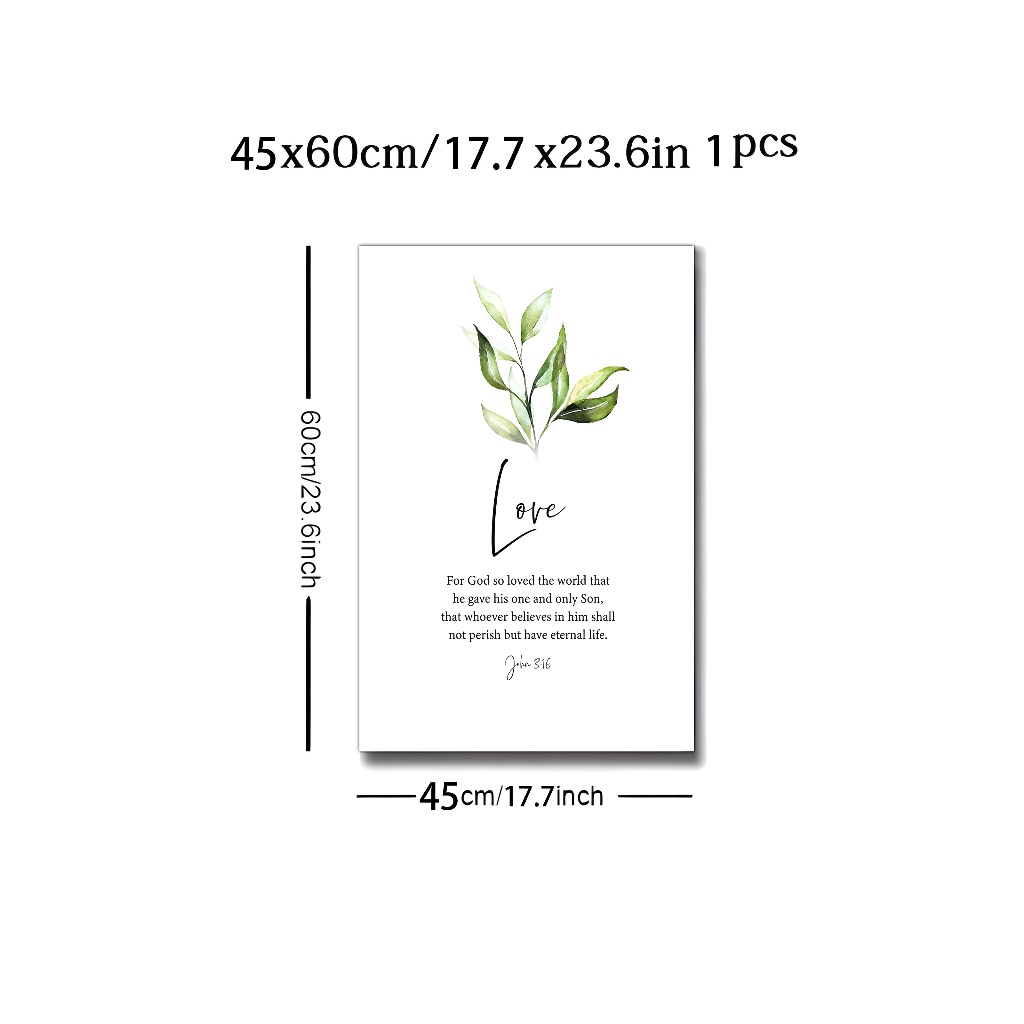 45x60cm/17.7 x23.6in 1pcs
60cm/23.6inch
Love
For God so loved the world that
he gave his one and only Son,
that whoever believes in him shall
not perish but have eternal life.
John 3:16
45cm/17.7inch